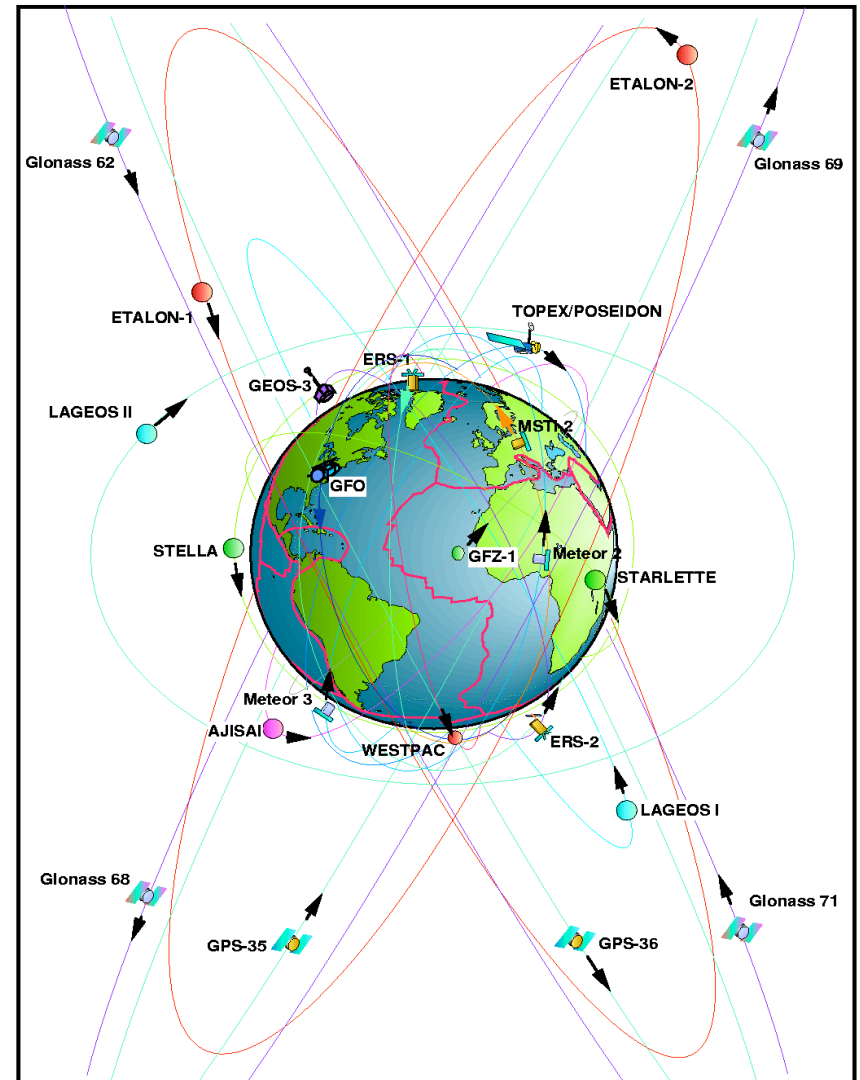 ETALON-2
Glonass 62
Glonass 69
ETALON-1
TOPEX/POSEIDON
ERS-1
GEOS-3
LAGEOS II
MSTI-2
GFO
STELLA
GFZ-1
Meteor 2
STARLETTE
Meteor 3
AJISAI
WESTPAC
ERS-2
LAGEOS I
Glonass 68
Glonass 71
GPS-35
GPS-36